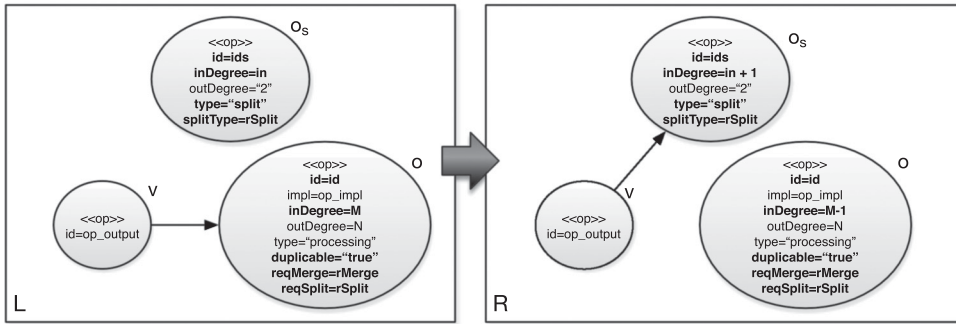 O_S
<<op>>
id=ids
inDegree=in
outDegree=“2”
type=“split”
splitType=rSplit
O
<<op>>
id=id
impl=op_impl
inDegree=M
outDegree=N
type=“processing”
duplicable=“true”
reqMerge=rMerge
reqSplit=rSplit
V
<<op>>
id=op_output
L
O_S
<<op>>
id=ids
inDegree=in + 1
outDegree=“2”
type=“split”
splitType=rSplit
V
<<op>>
id=op_output
O
<<op>>
id=id
impl=op_impl
inDegree=M-1
outDegree=N
type=“processing”
duplicable=“true”
reqMerge=rMerge
reqSplit=rSplit
R